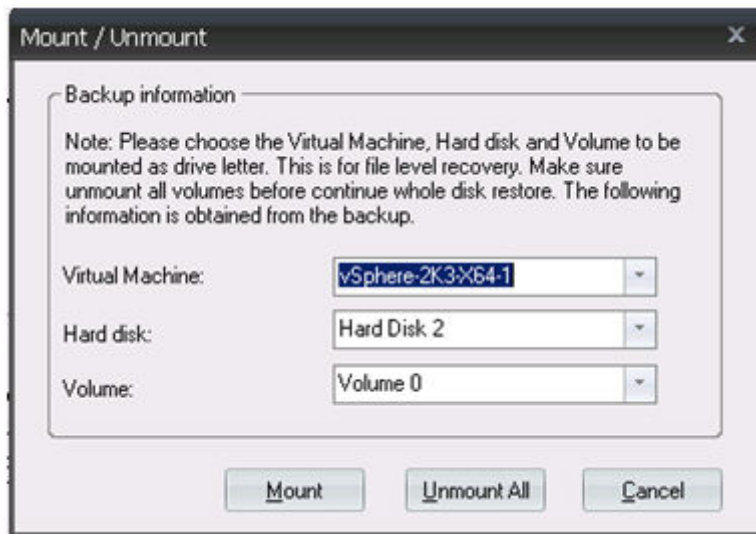 Mount / Unmount
x
Backup information
Note: Please choose the Virtual Machine, Hard disk and Volume to be
mounted as drive letter. This is for file level recovery. Make sure
unmount all volumes before continue whole disk restore. The following
information is obtained from the backup.
Virtual Machine: vSphere-2K3-X64-1
Hard disk: Hard Disk 2
Volume: Volume 0
Mount Unmount All Cancel